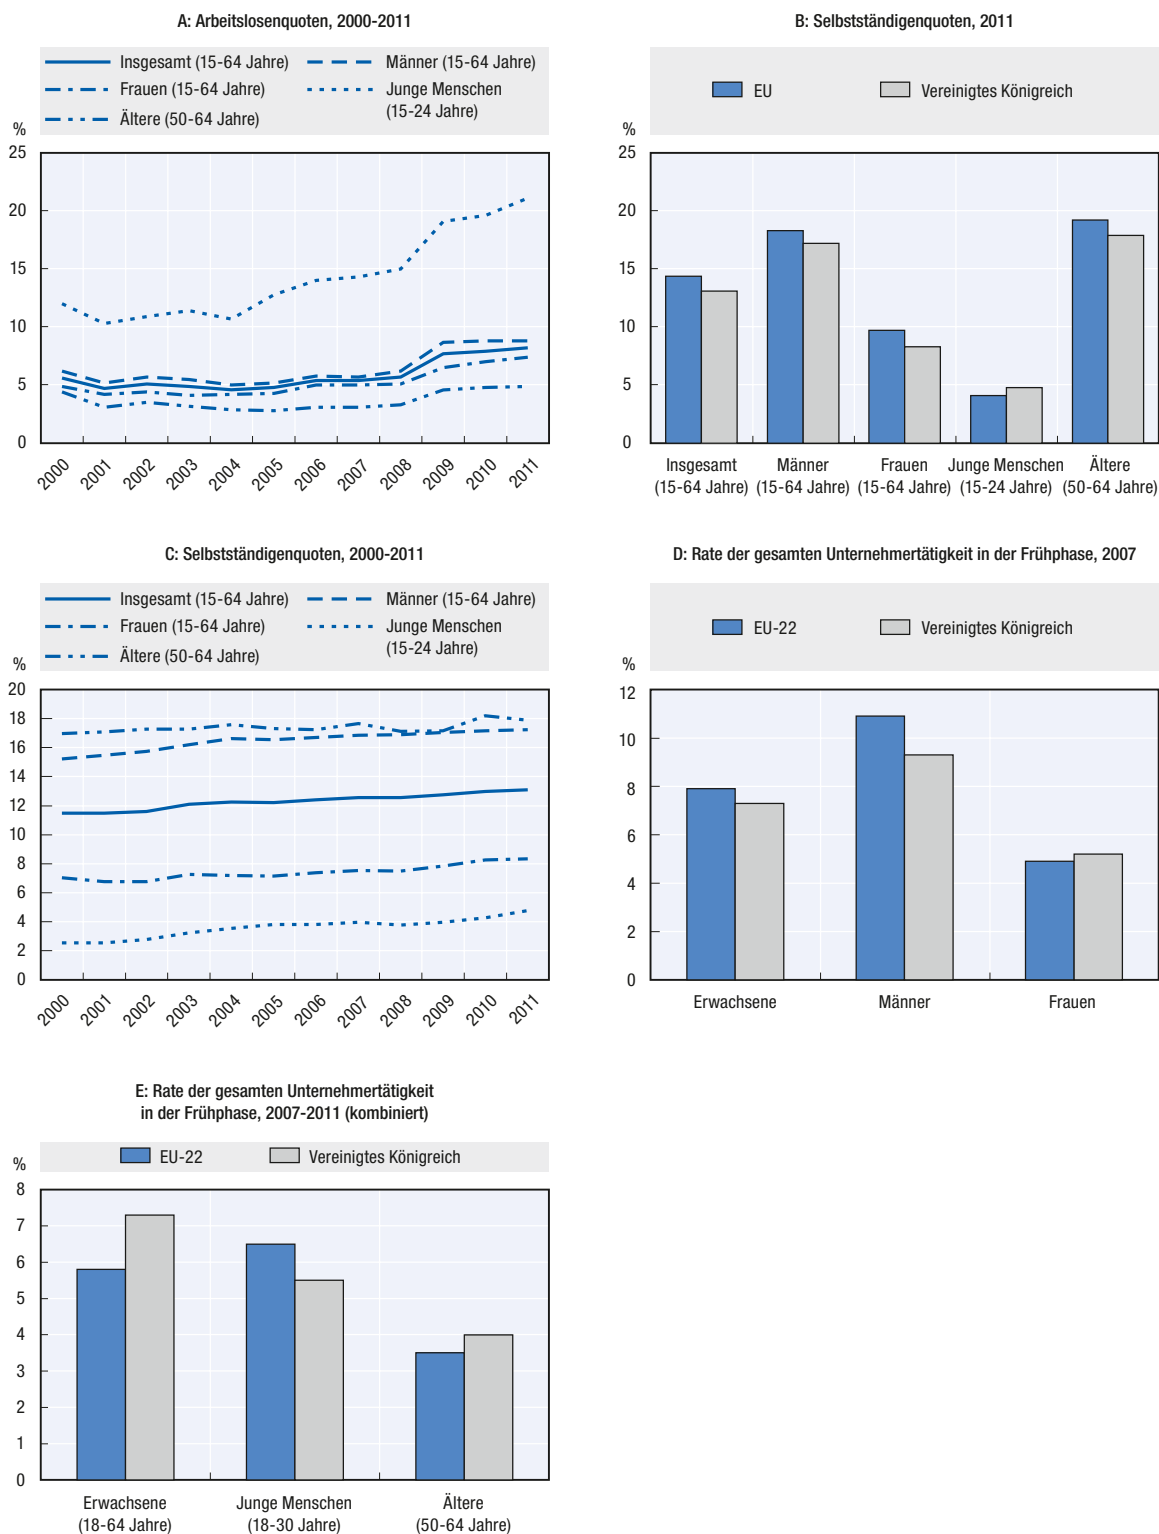 A: Arbeitslosenquoten, 2000-2011
Insgesamt (15-64 Jahre)
Männer (15-64 Jahre)
Frauen (15-64 Jahre)
Junge Menschen
(15-24 Jahre)
Ältere (50-64 Jahre)
%
25
20
15
10
5
0
2000
2001
2002
2003
2004
2005
2006
2007
2008
2009
2010
2011
B: Selbstständigenquoten, 2011
EU
Vereinigtes Königreich
%
25
20
15
10
5
0
Insgesamt
(15-64 Jahre)
Männer
(15-64 Jahre)
Frauen
(15-64 Jahre)
Junge Menschen
(15-24 Jahre)
Ältere
(50-64 Jahre)
C: Selbstständigenquoten, 2000-2011
Insgesamt (15-64 Jahre)
Männer (15-64 Jahre)
Frauen (15-64 Jahre)
Junge Menschen
(15-24 Jahre)
Ältere (50-64 Jahre)
%
20
18
16
14
12
10
8
6
4
2
0
2000
2001
2002
2003
2004
2005
2006
2007
2008
2009
2010
2011
D: Rate der gesamten Unternehmertätigkeit in der Frühphase, 2007
EU-22
Vereinigtes Königreich
%
12
10
8
6
4
2
0
Erwachsene
Männer
Frauen
E: Rate der gesamten Unternehmertätigkeit
in der Frühphase, 2007-2011 (kombiniert)
EU-22
Vereinigtes Königreich
%
8
7
6
5
4
3
2
1
0
Erwachsene
(18-64 Jahre)
Junge Menschen
(18-30 Jahre)
Ältere
(50-64 Jahre)